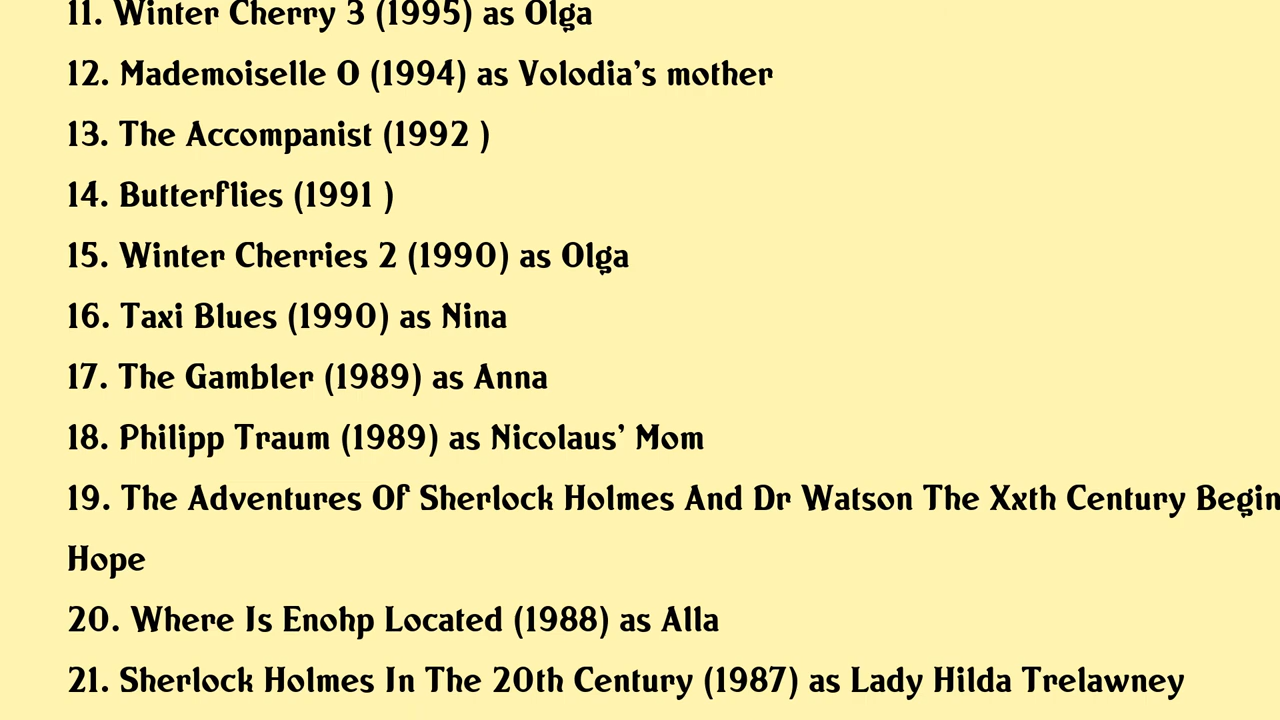 11. Winter Cherry 3 (1995) as Olga
12. Mademoiselle O (1994) as Volodia's mother
13. The Accompanist (1992 )
14. Butterflies (1991 )
15. Winter Cherries 2 (1990) as Olga
16. Taxi Blues (1990) as Nina
17. The Gambler (1989) as Anna
18. Philipp Traum (1989) as Nicolaus' Mom
19. The Adventures Of Sherlock Holmes And Dr Watson The Xxth Century Begin
Hope
20. Where Is Enohp Located (1988) as Alla
21. Sherlock Holmes In The 20th Century (1987) as Lady Hilda Trelawney